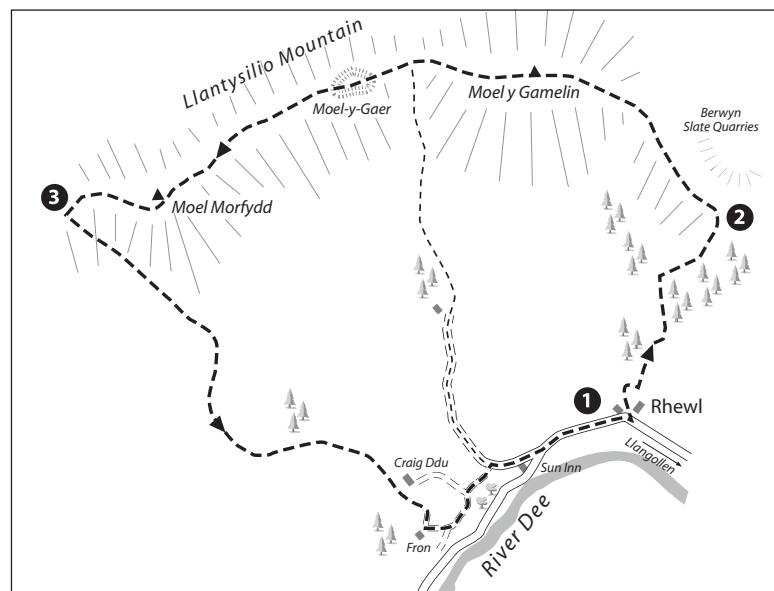 Llantysilio Mountain
Moel-y-Gaer
Moel y Gamelin
Berwyn
Slate Quarries
3
Moel Morfydd
2
1
Rhewl
Llangollen
Craig Ddu
Sun Inn
Fron
River Dee